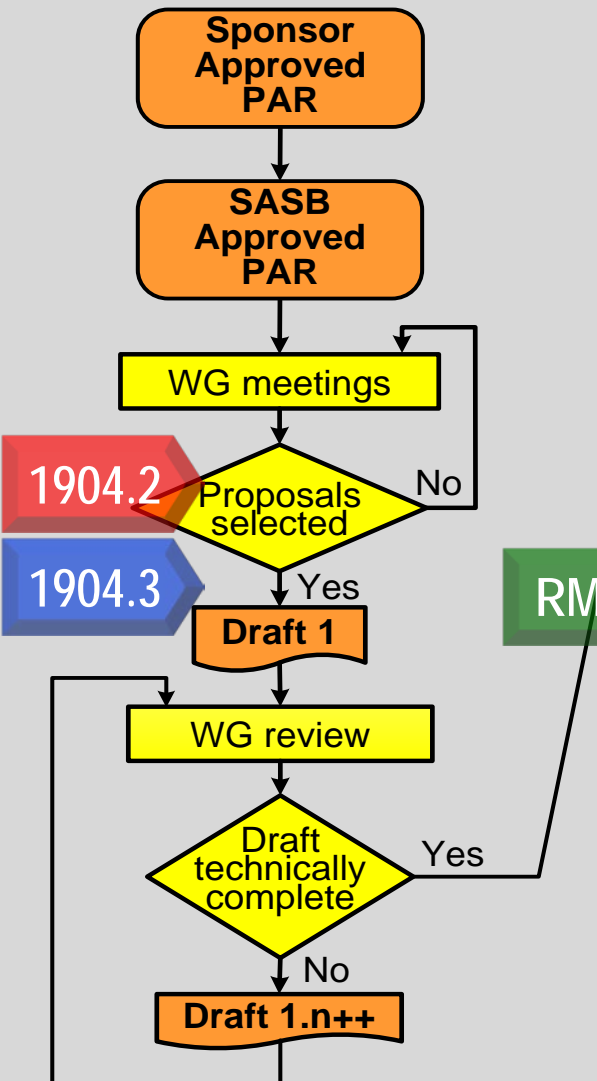 Sponsor
Approved
PAR
SASB
Approved
PAR
WG meetings
1904.2
Proposals
selected
No
1904.3
Yes
RM
Draft 1
WG review
Draft
technically
complete
Yes
No
Draft 1.n++